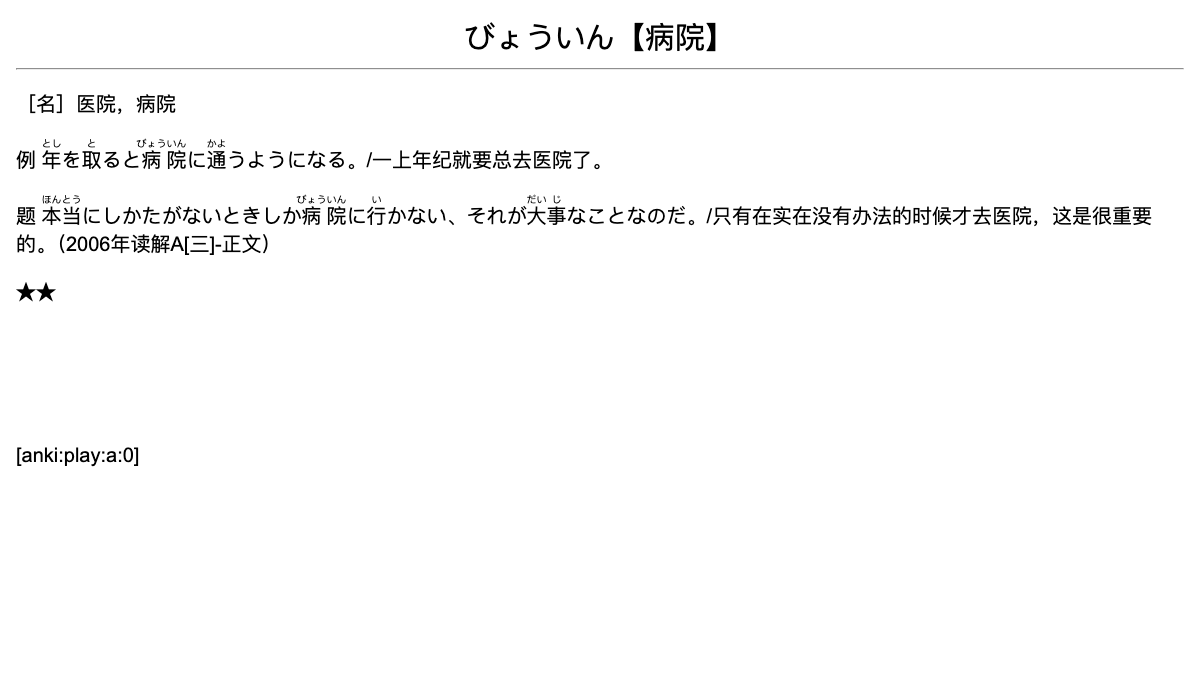 びょういん【病院】
［名］医院，病院
とし と びょういん かよ
例 年を取ると病院に通うようになる。/一上年纪就要总去医院了。
ほんとう びょういん い だいじ
题 本当にしかたがないときしか病院に行かない、それが大事なことなのだ。/只有在实在没有办法的时候才去医院，这是很重要
的。（2006年读解A[三]-正文）
★★
[anki:play:a:0]